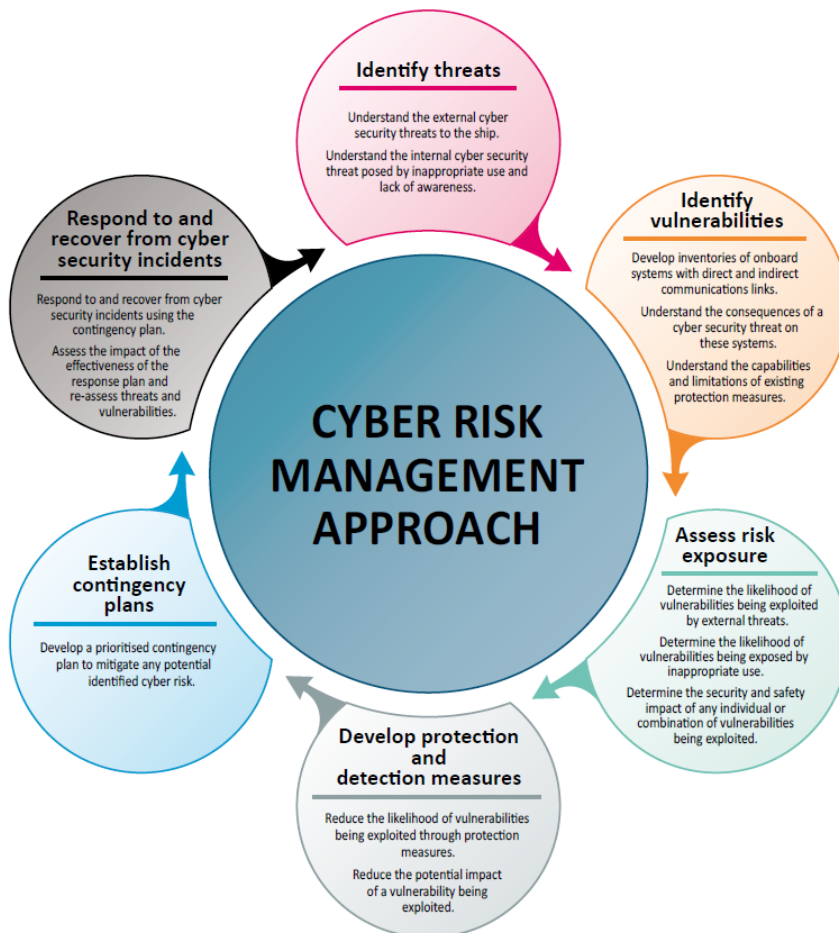 Identify threats
Understand the external cyber
security threats to the ship.
Understand the internal cyber security
threat posed by inappropriate use and
lack of awareness.
Identify
vulnerabilities
Develop inventories of onboard
systems with direct and indirect
communications links.
Understand the consequences of a
cyber security threat on
these systems.
Understand the capabilities
and limitations of existing
protection measures.
Assess risk
exposure
Determine the likelihood of
vulnerabilities being exploited
by external threats.
Determine the likelihood of
vulnerabilities being exposed by
inappropriate use.
Determine the security and safety
impact of any individual or
combination of vulnerabilities
being exploited.
Develop protection
and
detection measures
Reduce the likelihood of vulnerabilities
being exploited through protection
measures.
Reduce the potential impact
of a vulnerability being
exploited.
Establish
contingency
plans
Develop a prioritised contingency
plan to mitigate any potential
identified cyber risk.
Respond to and
recover from cyber
security incidents
Respond to and recover from cyber
security incidents using the
contingency plan.
Assess the impact of the
effectiveness of the
response plan and
re-assess threats and
vulnerabilities.
CYBER RISK
MANAGEMENT
APPROACH